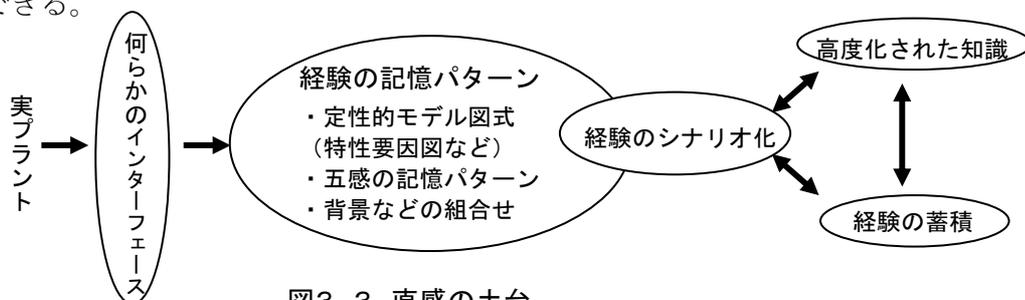 できる。
実プラント
何らかのインターフェース
経験の記憶パターン
・定性的モデル図式
（特性要因図など）
・五感の記憶パターン
・背景などの組合せ
経験のシナリオ化
高度化された知識
経験の蓄積
直感の土台